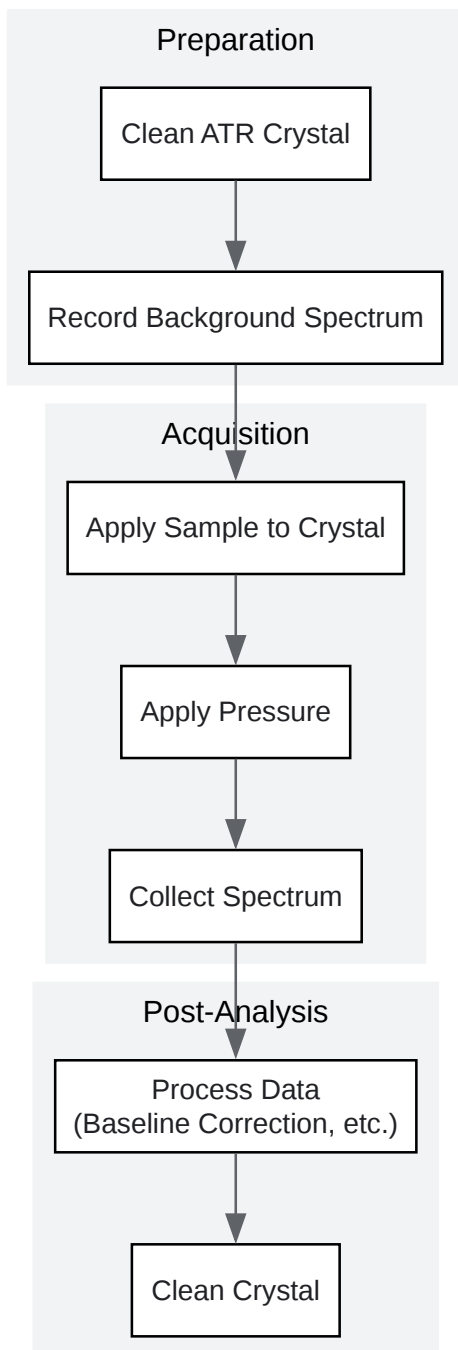 Preparation
Clean ATR Crystal
Record Background Spectrum
Acquisition
Apply Sample to Crystal
Apply Pressure
Collect Spectrum
Post-Analysis
Process Data
(Baseline Correction, etc.)
Clean Crystal